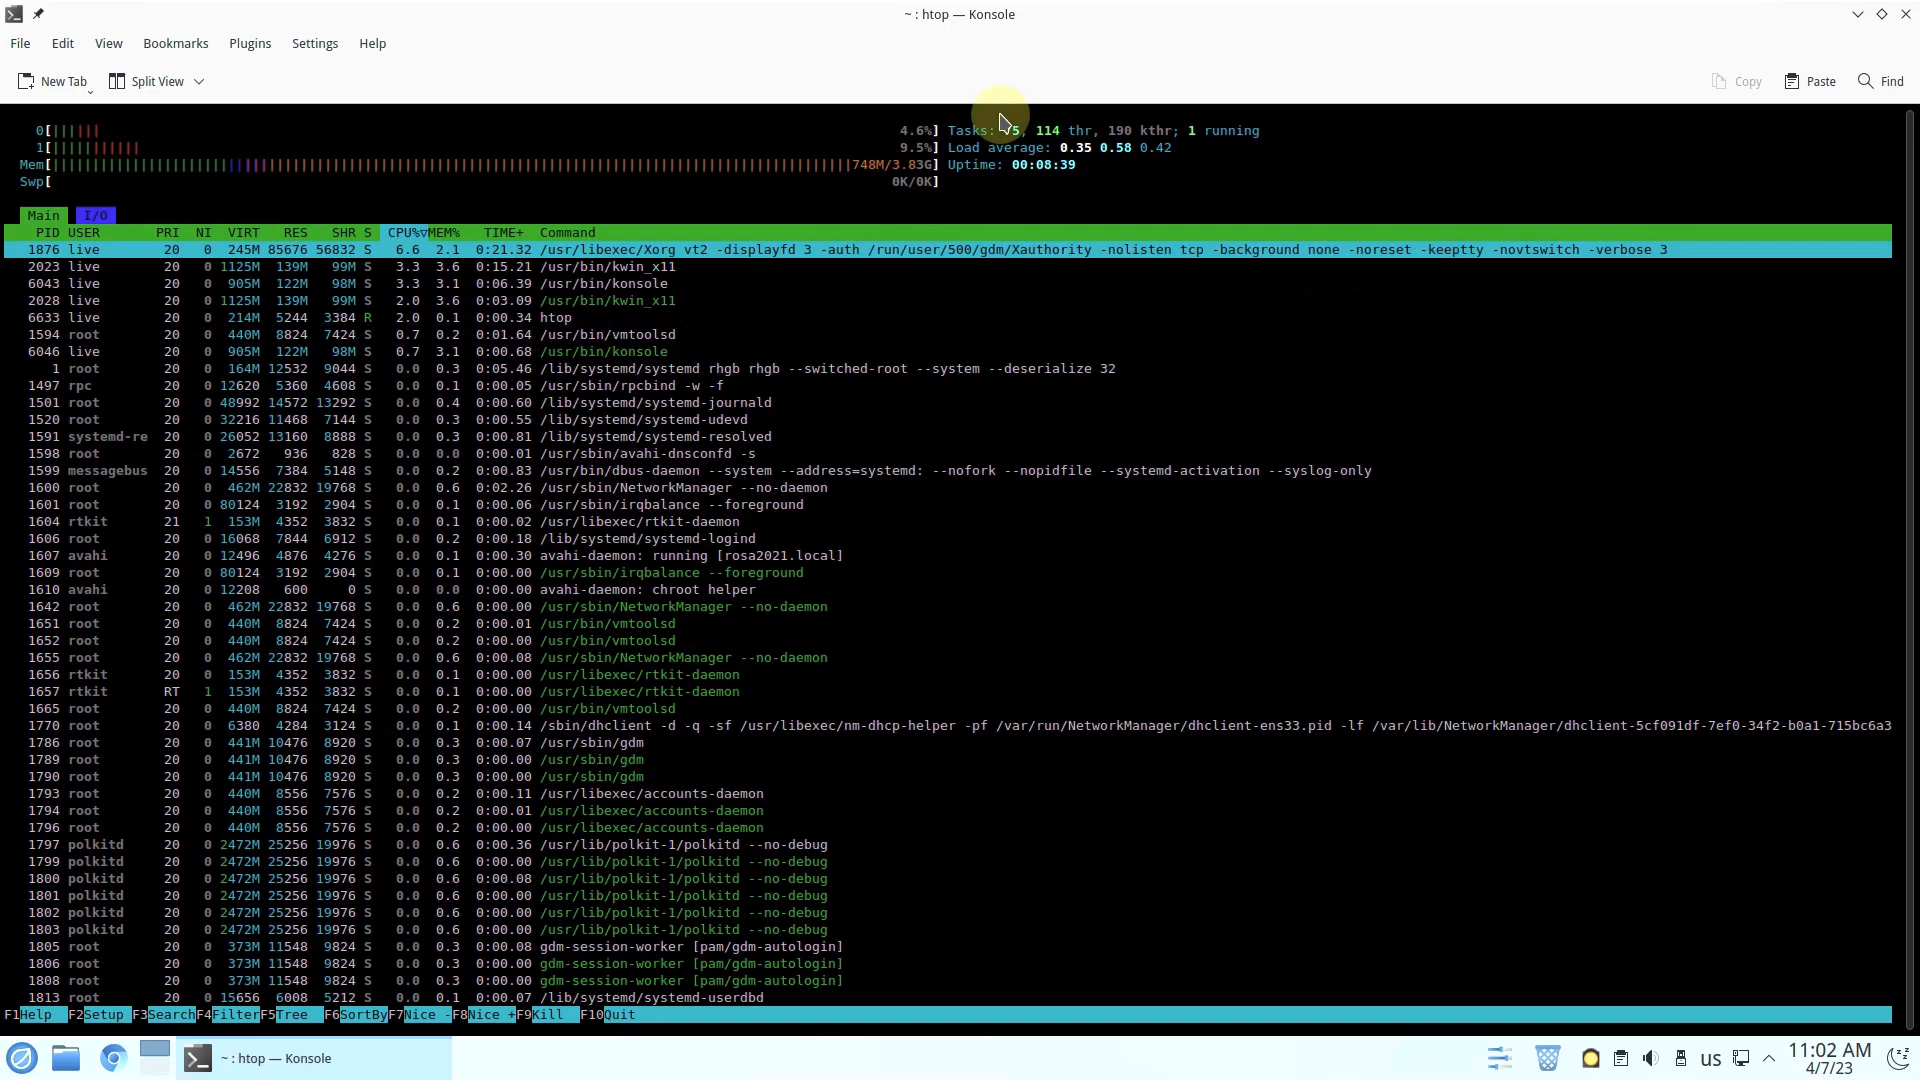 ~ : htop — Konsole
File Edit View Bookmarks Plugins Settings Help
New Tab Split View Copy Paste Find
0[||||||| 4.6%] Tasks: 5, 114 thr, 190 kthr; 1 running
1[||||||||||| 9.5%] Load average: 0.35 0.58 0.42
Mem[ 748M/3.83G] Uptime: 00:08:39
Swp[ 0K/0K]
Main I/O
PID USER PRI NI VIRT RES SHR S CPU%▽MEM% TIME+ Command
1876 live 20 0 245M 85676 56832 S 6.6 2.1 0:21.32 /usr/libexec/Xorg vt2 -displayfd 3 -auth /run/user/500/gdm/Xauthority -nolisten tcp -background none -noreset -keeptty -novtswitch -verbose 3
2023 live 20 0 1125M 139M 99M S 3.3 3.6 0:15.21 /usr/bin/kwin_x11
6043 live 20 0 905M 122M 98M S 3.3 3.1 0:06.39 /usr/bin/konsole
2028 live 20 0 1125M 139M 99M S 2.0 3.6 0:03.09 /usr/bin/kwin_x11
6633 live 20 0 214M 5244 3384 R 2.0 0.1 0:00.34 htop
1594 root 20 0 440M 8824 7424 S 0.7 0.2 0:01.64 /usr/bin/vmtoolsd
6046 live 20 0 905M 122M 98M S 0.7 3.1 0:00.68 /usr/bin/konsole
1 root 20 0 164M 12532 9044 S 0.0 0.3 0:05.46 /lib/systemd/systemd rhgb rhgb --switched-root --system --deserialize 32
1497 rpc 20 0 12620 5360 4608 S 0.0 0.1 0:00.05 /usr/sbin/rpcbind -w -f
1501 root 20 0 48992 14572 13292 S 0.0 0.4 0:00.60 /lib/systemd/systemd-journald
1520 root 20 0 32216 11468 7144 S 0.0 0.3 0:00.55 /lib/systemd/systemd-udevd
1591 systemd-re 20 0 26052 13160 8888 S 0.0 0.3 0:00.81 /lib/systemd/systemd-resolved
1598 root 20 0 2672 936 828 S 0.0 0.0 0:00.01 /usr/sbin/avahi-dnsconfd -s
1599 messagebus 20 0 14556 7384 5148 S 0.0 0.2 0:00.83 /usr/bin/dbus-daemon --system --address=systemd: --nofork --nopidfile --systemd-activation --syslog-only
1600 root 20 0 462M 22832 19768 S 0.0 0.6 0:02.26 /usr/sbin/NetworkManager --no-daemon
1601 root 20 0 80124 3192 2904 S 0.0 0.1 0:00.06 /usr/sbin/irqbalance --foreground
1604 rtkit 21 1 153M 4352 3832 S 0.0 0.1 0:00.02 /usr/libexec/rtkit-daemon
1606 root 20 0 16068 7844 6912 S 0.0 0.2 0:00.18 /lib/systemd/systemd-logind
1607 avahi 20 0 12496 4876 4276 S 0.0 0.1 0:00.30 avahi-daemon: running [rosa2021.local]
1609 root 20 0 80124 3192 2904 S 0.0 0.1 0:00.00 /usr/sbin/irqbalance --foreground
1610 avahi 20 0 12208 600 0 S 0.0 0.0 0:00.00 avahi-daemon: chroot helper
1642 root 20 0 462M 22832 19768 S 0.0 0.6 0:00.00 /usr/sbin/NetworkManager --no-daemon
1651 root 20 0 440M 8824 7424 S 0.0 0.2 0:00.01 /usr/bin/vmtoolsd
1652 root 20 0 440M 8824 7424 S 0.0 0.2 0:00.00 /usr/bin/vmtoolsd
1655 root 20 0 462M 22832 19768 S 0.0 0.6 0:00.08 /usr/sbin/NetworkManager --no-daemon
1656 rtkit 20 0 153M 4352 3832 S 0.0 0.1 0:00.00 /usr/libexec/rtkit-daemon
1657 rtkit RT 1 153M 4352 3832 S 0.0 0.1 0:00.00 /usr/libexec/rtkit-daemon
1665 root 20 0 440M 8824 7424 S 0.0 0.2 0:00.00 /usr/bin/vmtoolsd
1770 root 20 0 6380 4284 3124 S 0.0 0.1 0:00.14 /sbin/dhclient -d -q -sf /usr/libexec/nm-dhcp-helper -pf /var/run/NetworkManager/dhclient-ens33.pid -lf /var/lib/NetworkManager/dhclient-5cf091df-7ef0-34f2-b0a1-715bc6a3
1786 root 20 0 441M 10476 8920 S 0.0 0.3 0:00.07 /usr/sbin/gdm
1789 root 20 0 441M 10476 8920 S 0.0 0.3 0:00.00 /usr/sbin/gdm
1790 root 20 0 441M 10476 8920 S 0.0 0.3 0:00.00 /usr/sbin/gdm
1793 root 20 0 440M 8556 7576 S 0.0 0.2 0:00.11 /usr/libexec/accounts-daemon
1794 root 20 0 440M 8556 7576 S 0.0 0.2 0:00.01 /usr/libexec/accounts-daemon
1796 root 20 0 440M 8556 7576 S 0.0 0.2 0:00.00 /usr/libexec/accounts-daemon
1797 polkitd 20 0 2472M 25256 19976 S 0.0 0.6 0:00.36 /usr/lib/polkit-1/polkitd --no-debug
1799 polkitd 20 0 2472M 25256 19976 S 0.0 0.6 0:00.00 /usr/lib/polkit-1/polkitd --no-debug
1800 polkitd 20 0 2472M 25256 19976 S 0.0 0.6 0:00.08 /usr/lib/polkit-1/polkitd --no-debug
1801 polkitd 20 0 2472M 25256 19976 S 0.0 0.6 0:00.00 /usr/lib/polkit-1/polkitd --no-debug
1802 polkitd 20 0 2472M 25256 19976 S 0.0 0.6 0:00.00 /usr/lib/polkit-1/polkitd --no-debug
1803 polkitd 20 0 2472M 25256 19976 S 0.0 0.6 0:00.00 /usr/lib/polkit-1/polkitd --no-debug
1805 root 20 0 373M 11548 9824 S 0.0 0.3 0:00.08 gdm-session-worker [pam/gdm-autologin]
1806 root 20 0 373M 11548 9824 S 0.0 0.3 0:00.00 gdm-session-worker [pam/gdm-autologin]
1808 root 20 0 373M 11548 9824 S 0.0 0.3 0:00.00 gdm-session-worker [pam/gdm-autologin]
1813 root 20 0 15656 6008 5212 S 0.0 0.1 0:00.07 /lib/systemd/systemd-userdbd
F1Help F2Setup F3SearchF4FilterF5Tree F6SortByF7Nice -F8Nice +F9Kill F10Quit
~ : htop — Konsole us 11:02 AM
4/7/23